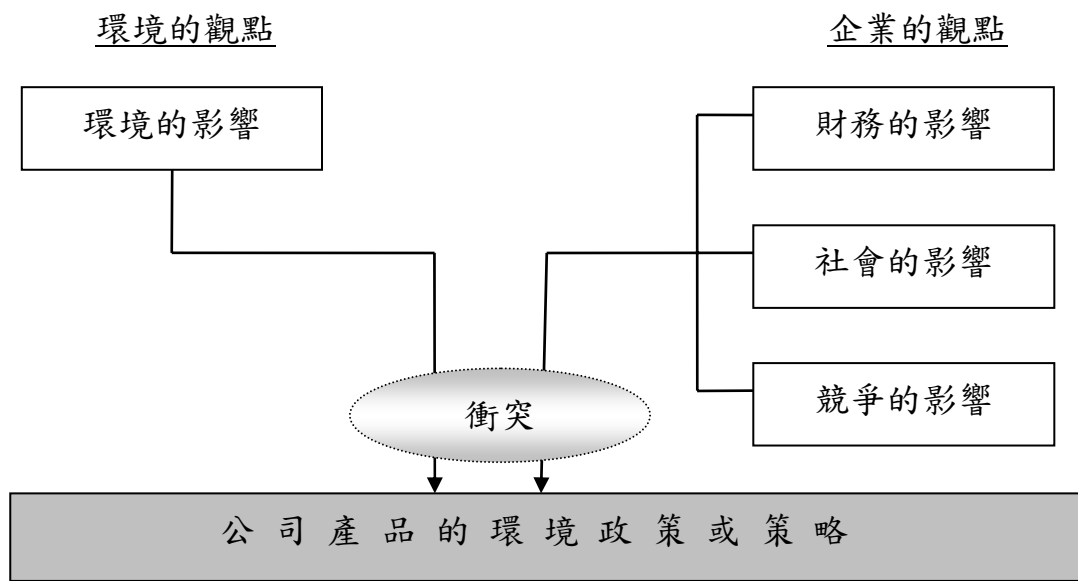 環境的觀點
企業的觀點
環境的影響
財務的影響
社會的影響
競爭的影響
衝突
公司產品的環境政策或策略